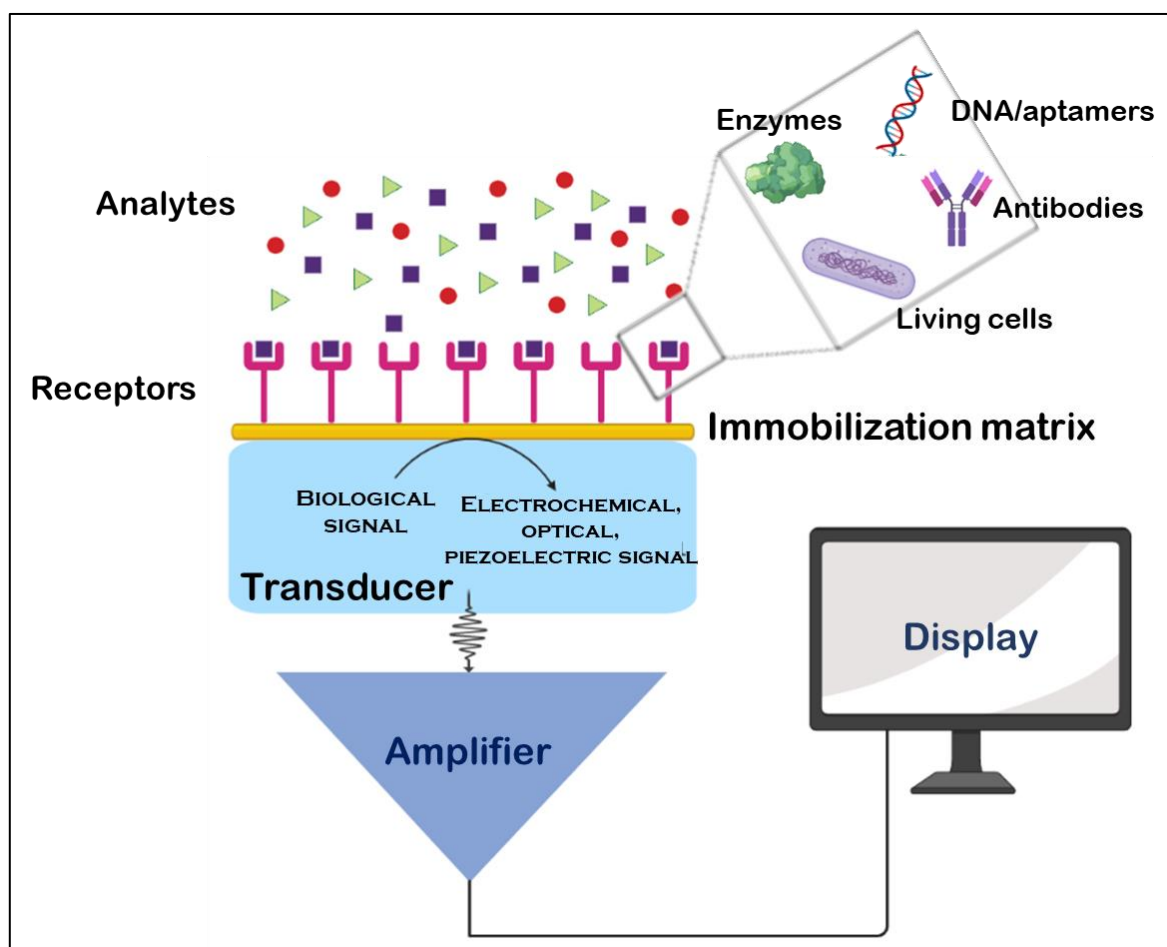 Enzymes
DNA/aptamers
Analytes
Antibodies
Living cells
Receptors
Immobilization matrix
BIOLOGICAL
SIGNAL
ELECTROCHEMICAL,
OPTICAL,
PIEZOELECTRIC SIGNAL
Transducer
Display
Amplifier